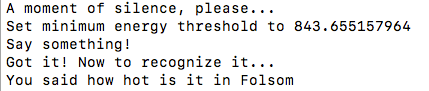 A moment of silence, please...
Set minimum energy threshold to 843.655157964
Say something!
Got it! Now to recognize it...
You said how hot is it in Folsom